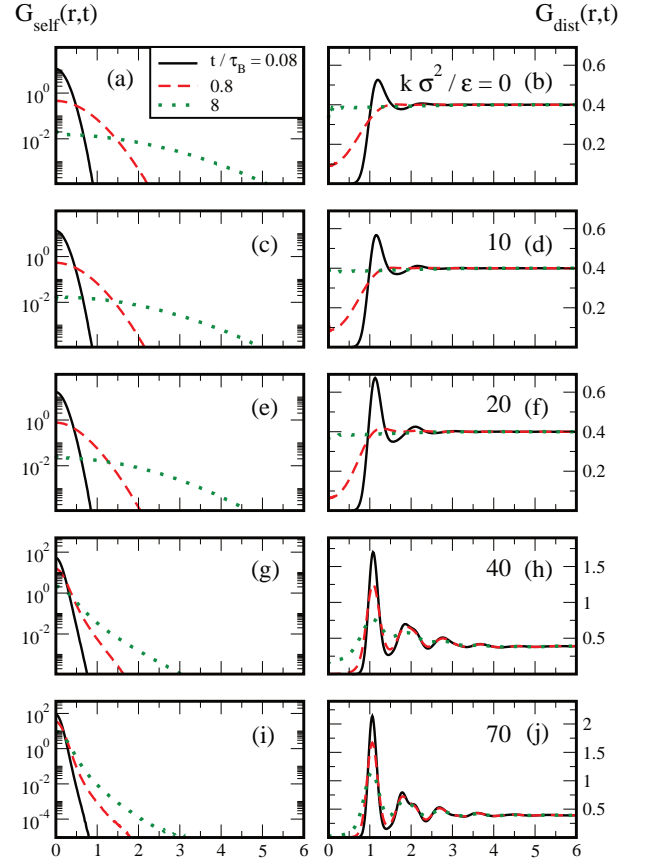 G_self(r,t) G_dist(r,t)
t / τ_B = 0.08
0.8
8
(a)
10^0
10^-2
k σ^2 / ε = 0 (b)
0.6
0.4
0.2
(c)
10^0
10^-2
10 (d)
0.6
0.4
0.2
(e)
10^0
10^-2
20 (f)
0.6
0.4
0.2
(g)
10^2
10^0
10^-2
40 (h)
1.5
1
0.5
(i)
10^2
10^0
10^-2
10^-4
70 (j)
2
1.5
1
0.5
0 1 2 3 4 5 6 0 1 2 3 4 5 6